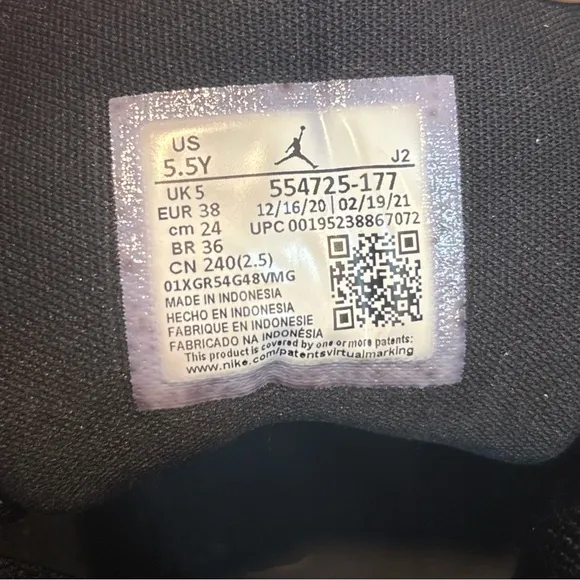 US
5.5Y
J2
UK 5
554725-177
EUR 38
12/16/20 | 02/19/21
cm 24
UPC 00195238867072
BR 36
CN 240(2.5)
01XGR54G48VMG
MADE IN INDONESIA
HECHO EN INDONESIA
FABRIQUE EN INDONESIE
FABRICADO NA INDONÉSIA
This product is covered by one or more patents:
www.nike.com/patentsvirtualmarking